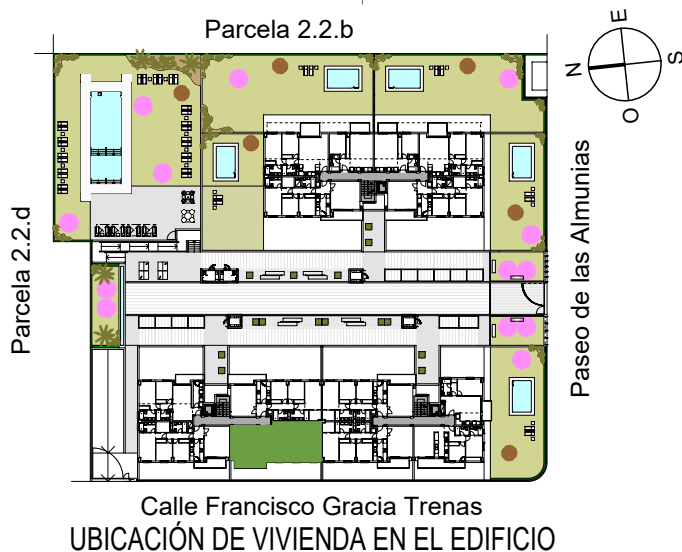 Parcela 2.2.b
E
N
S
O
Parcela 2.2.d
Paseo de las Almunias
Calle Francisco Gracia Trenas
UBICACIÓN DE VIVIENDA EN EL EDIFICIO